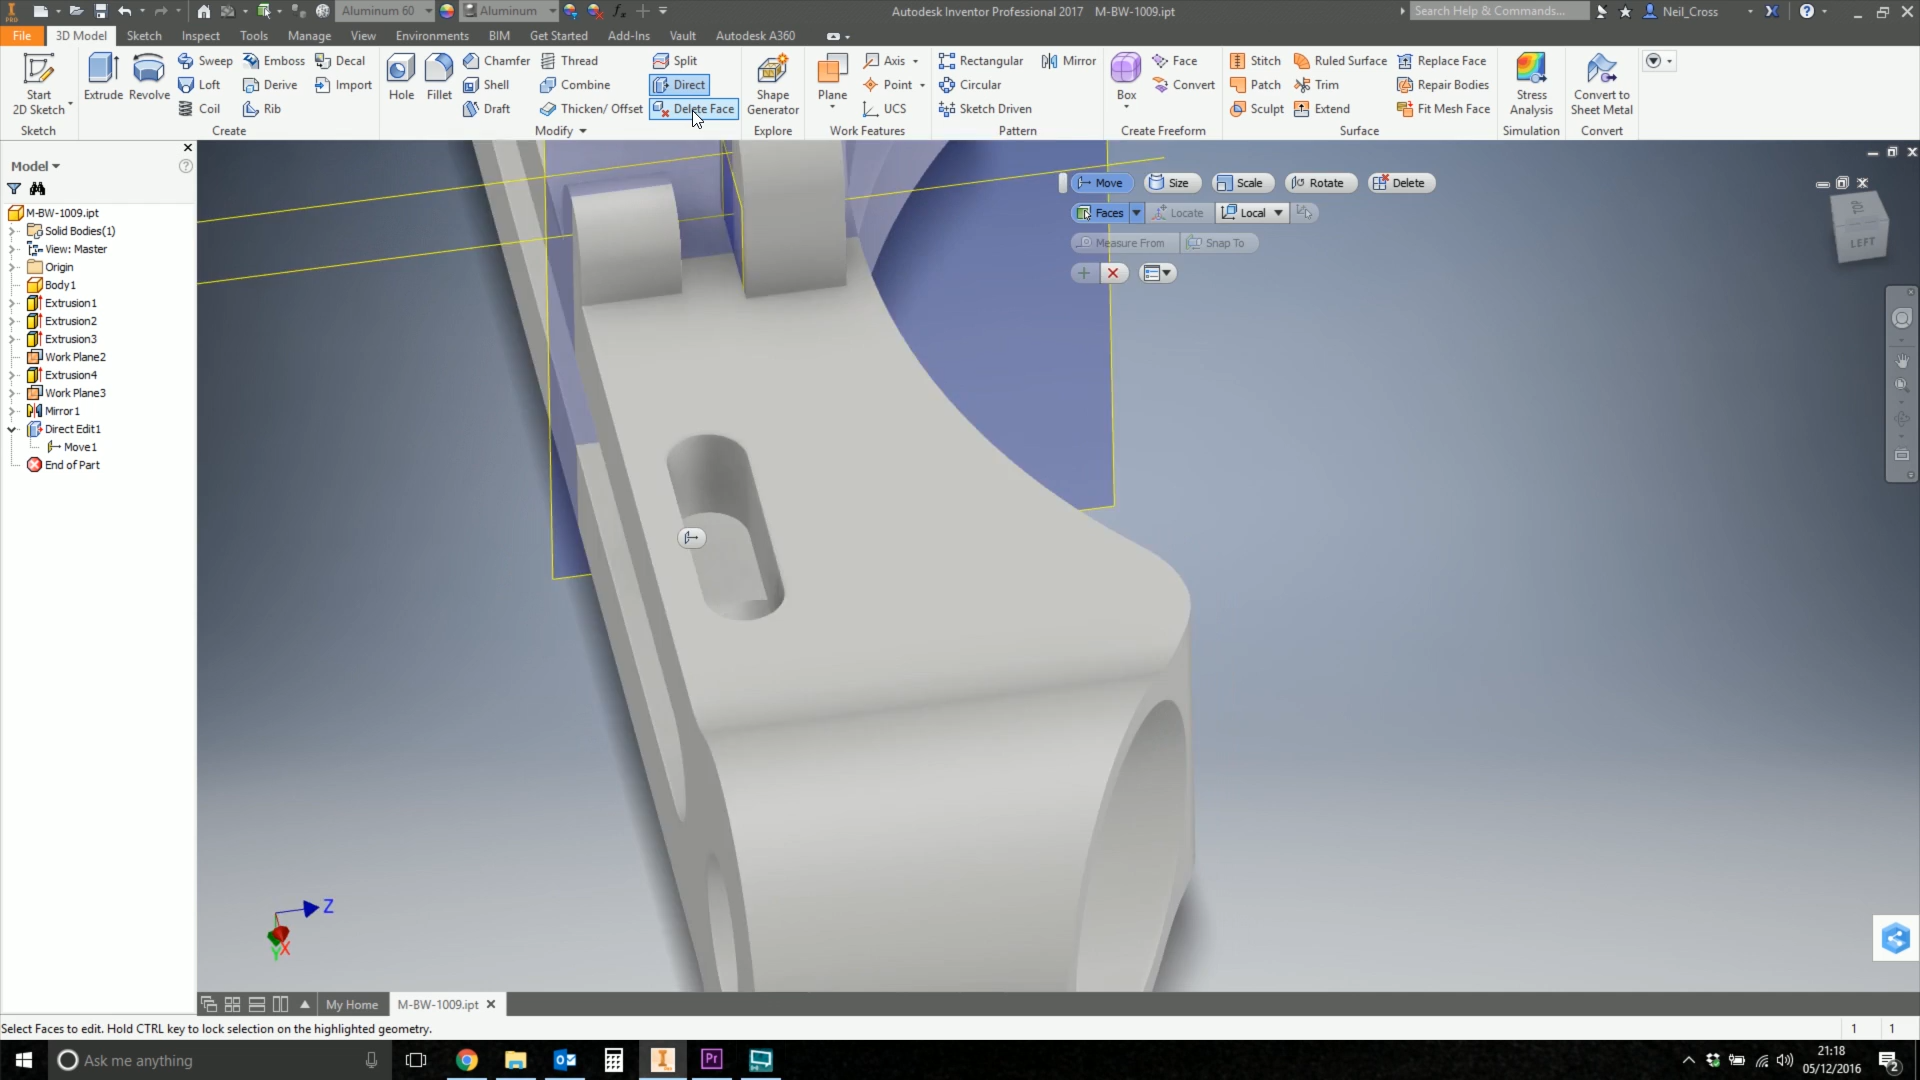 Aluminum 60
Aluminum
fx
Autodesk Inventor Professional 2017 M-BW-1009.ipt
Search Help & Commands...
Neil_Cross
PRO
File
3D Model
Sketch
Inspect
Tools
Manage
View
Environments
BIM
Get Started
Add-Ins
Vault
Autodesk A360
Start
2D Sketch
Sketch
Extrude
Revolve
Sweep
Loft
Coil
Emboss
Derive
Rib
Decal
Import
Create
Hole
Fillet
Chamfer
Shell
Draft
Thread
Combine
Thicken/ Offset
Split
Direct
Delete Face
Modify
Shape
Generator
Explore
Plane
Axis
Point
UCS
Work Features
Rectangular
Circular
Sketch Driven
Mirror
Pattern
Box
Face
Convert
Create Freeform
Stitch
Patch
Sculpt
Ruled Surface
Trim
Extend
Replace Face
Repair Bodies
Fit Mesh Face
Surface
Stress
Analysis
Simulation
Convert to
Sheet Metal
Convert
Model
M-BW-1009.ipt
Solid Bodies(1)
View: Master
Origin
Body1
Extrusion1
Extrusion2
Extrusion3
Work Plane2
Extrusion4
Work Plane3
Mirror1
Direct Edit1
Move1
End of Part
Move
Size
Scale
Rotate
Delete
Faces
Locate
Local
Measure From
Snap To
LEFT
Z
X
Y
My Home
M-BW-1009.ipt
Select Faces to edit. Hold CTRL key to lock selection on the highlighted geometry.
1
1
Ask me anything
Pr
21:18
05/12/2016
2